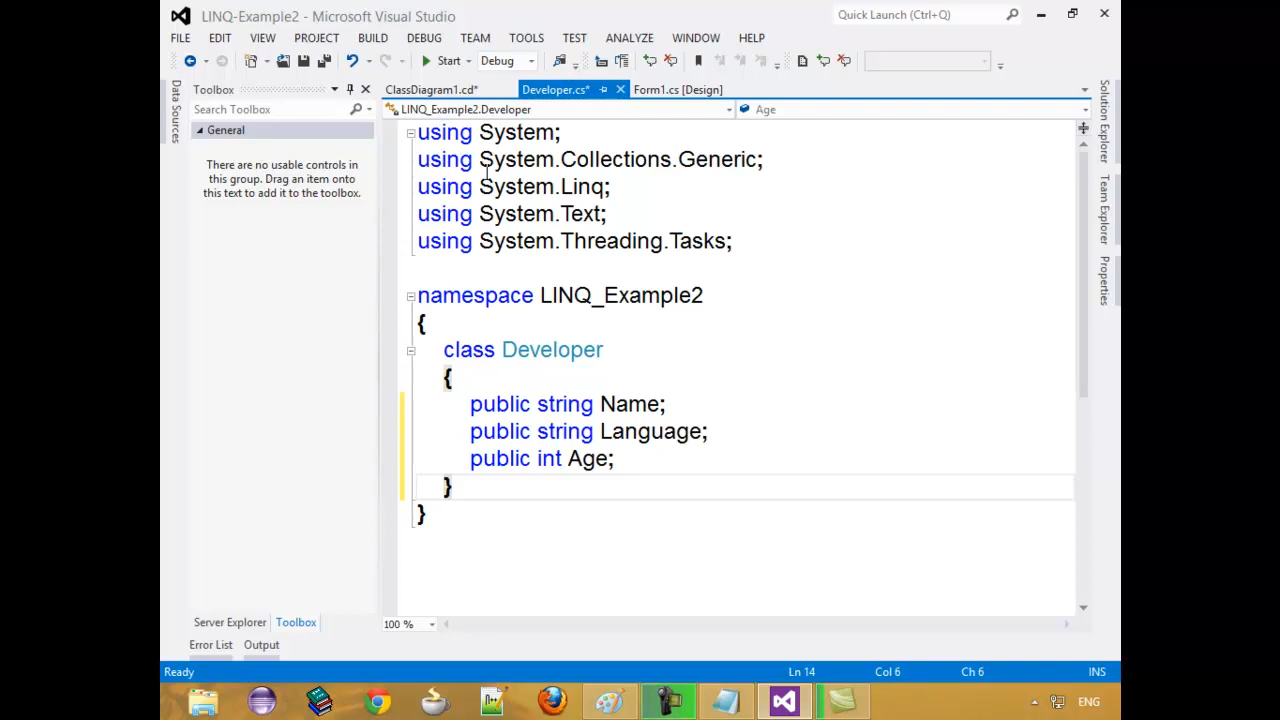 LINQ-Example2 - Microsoft Visual Studio
Quick Launch (Ctrl+Q)
FILE EDIT VIEW PROJECT BUILD DEBUG TEAM TOOLS TEST ANALYZE WINDOW HELP
Start Debug
Data Sources
Toolbox
Search Toolbox
General
There are no usable controls in
this group. Drag an item onto
this text to add it to the toolbox.
Server Explorer Toolbox
ClassDiagram1.cd* Developer.cs* Form1.cs [Design]
LINQ_Example2.Developer Age
using System;
using System.Collections.Generic;
using System.Linq;
using System.Text;
using System.Threading.Tasks;
namespace LINQ_Example2
{
class Developer
{
public string Name;
public string Language;
public int Age;
}
}
100 %
Solution Explorer
Team Explorer
Properties
Error List Output
Ready Ln 14 Col 6 Ch 6 INS
ENG